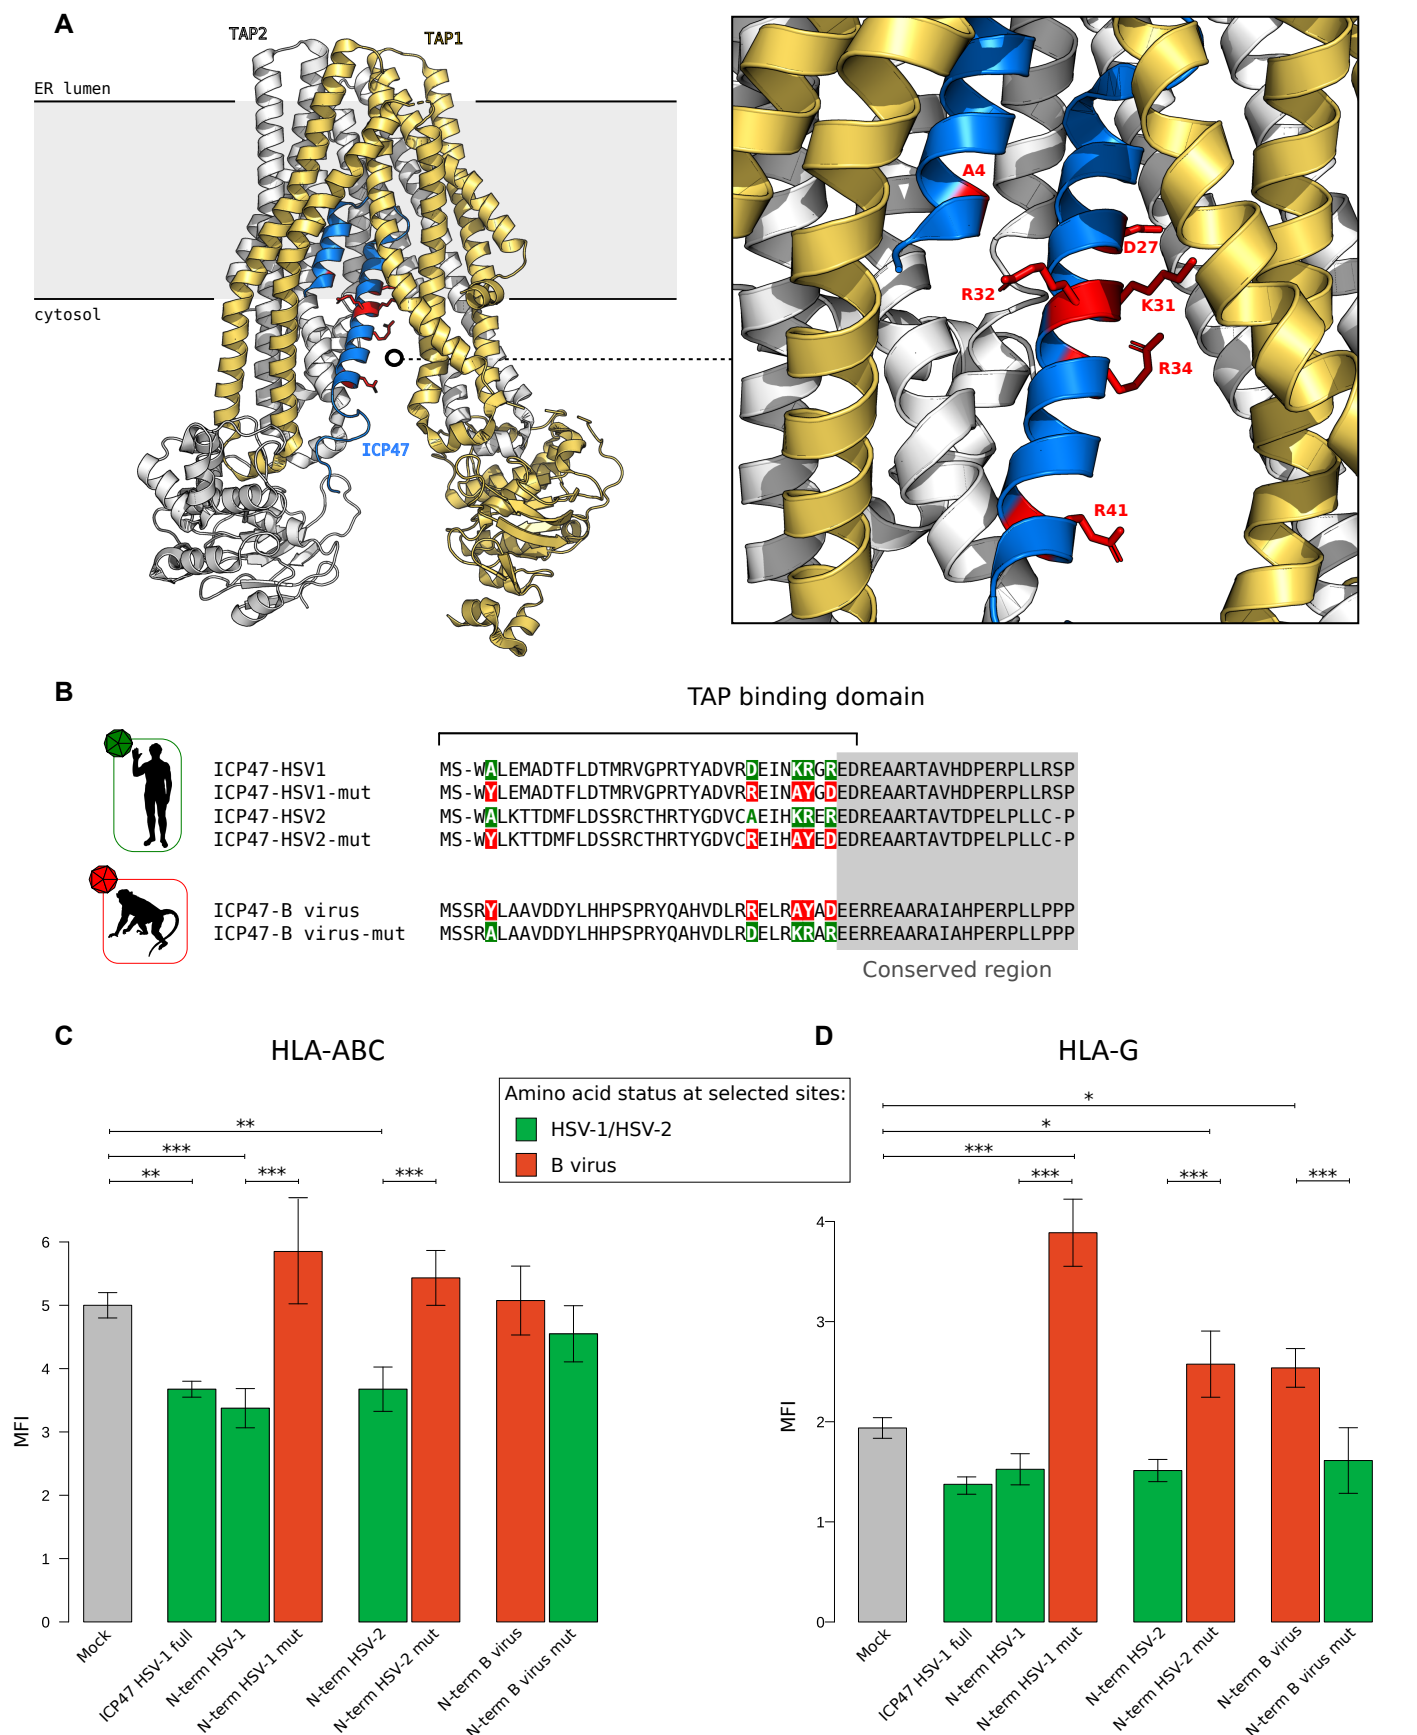 A
TAP2
TAP1
ER lumen
cytosol
ICP47
A4
D27
R32
K31
R34
R41
B
TAP binding domain
ICP47-HSV1 MS-WALEMADTFLDTMRVGPRTYADVRDEINKRGREDREAARTAVHDPERPLLRSP
ICP47-HSV1-mut MS-WYLEMADTFLDTMRVGPRTYADVRREINAYGDEDREAARTAVHDPERPLLRSP
ICP47-HSV2 MS-WALKTTDMFLDSSRCTHRTYGDVCAEIHKREREDREAARTAVTDPELPLLC-P
ICP47-HSV2-mut MS-WYLKTTDMFLDSSRCTHRTYGDVCREIHAYEDEDREAARTAVTDPELPLLC-P
ICP47-B virus MSSRYLAAVDDYLHHPSPRYQAHVDLRRELRAYADEERREAARAIAHPERPLLPPP
ICP47-B virus-mut MSSRALAAVDDYLHHPSPRYQAHVDLRDELRKRAREERREAARAIAHPERPLLPPP
Conserved region
C
HLA-ABC
D
HLA-G
Amino acid status at selected sites:
HSV-1/HSV-2
B virus
**
***
** *** ***
*
*
***
*** *** ***
MFI
6
5
4
3
2
1
0
Mock
ICP47 HSV-1 full
N-term HSV-1
N-term HSV-1 mut
N-term HSV-2
N-term HSV-2 mut
N-term B virus
N-term B virus mut
MFI
4
3
2
1
0
Mock
ICP47 HSV-1 full
N-term HSV-1
N-term HSV-1 mut
N-term HSV-2
N-term HSV-2 mut
N-term B virus
N-term B virus mut